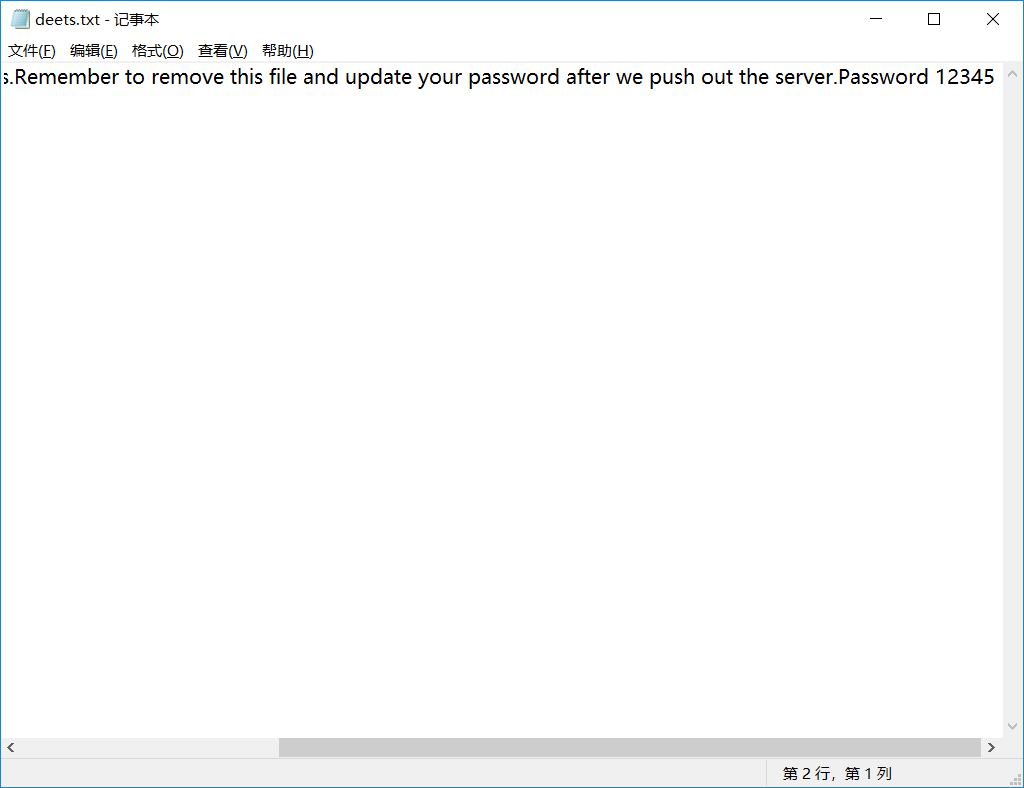 deets.txt - 记事本
文件(F) 编辑(E) 格式(O) 查看(V) 帮助(H)
s.Remember to remove this file and update your password after we push out the server.Password 12345
第 2 行，第 1 列